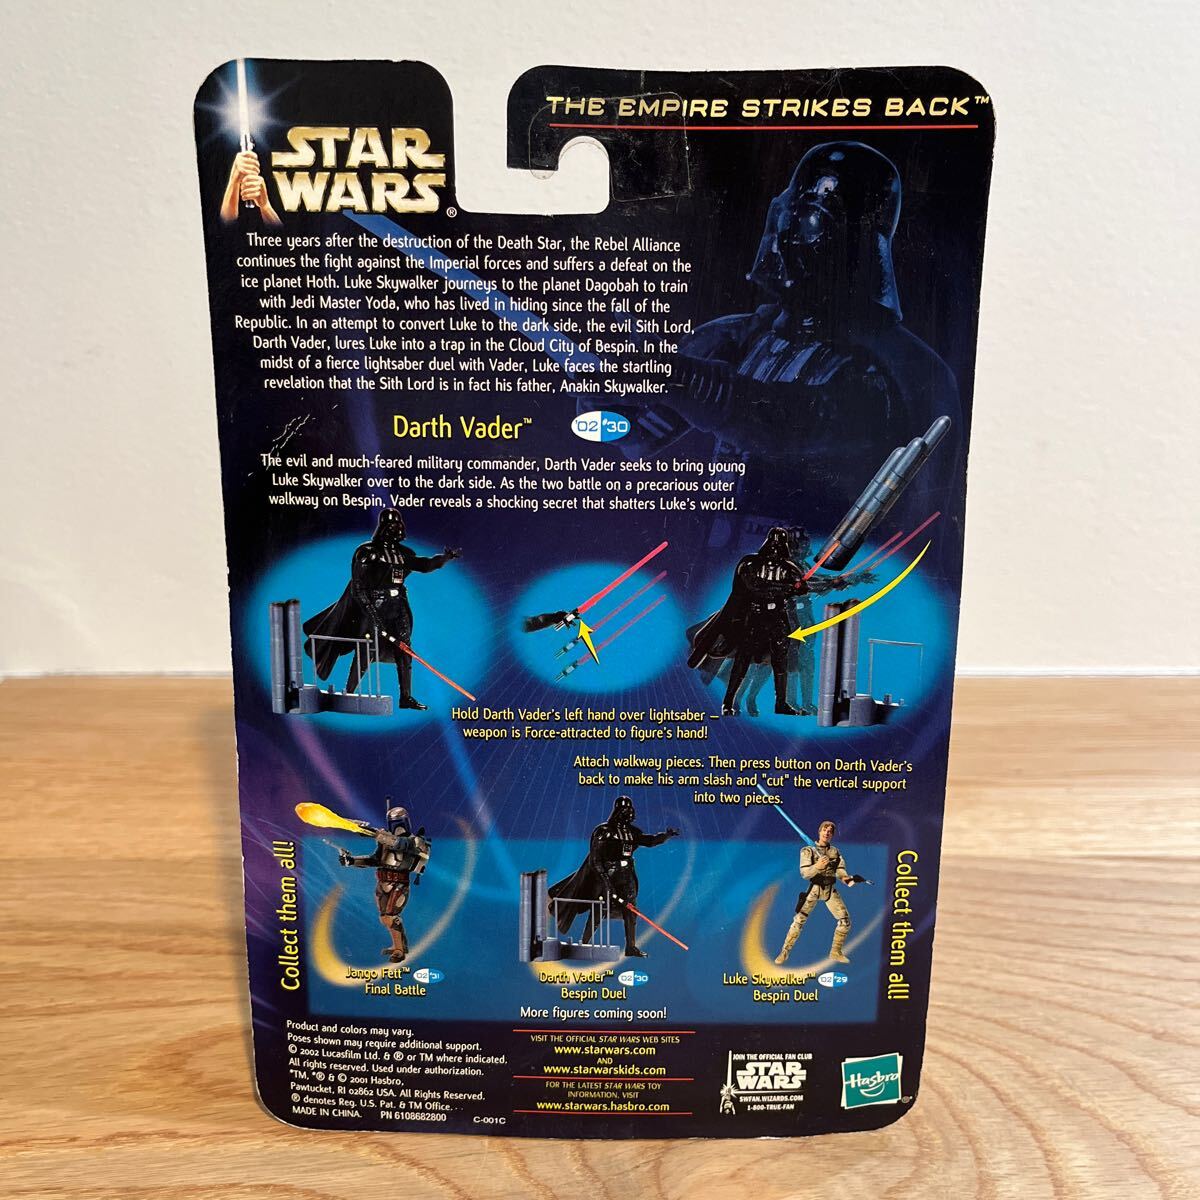 STAR
WARS®
THE EMPIRE STRIKES BACK™
Three years after the destruction of the Death Star, the Rebel Alliance
continues the fight against the Imperial forces and suffers a defeat on the
ice planet Hoth. Luke Skywalker journeys to the planet Dagobah to train
with Jedi Master Yoda, who has lived in hiding since the fall of the
Republic. In an attempt to convert Luke to the dark side, the evil Sith Lord,
Darth Vader, lures Luke into a trap in the Cloud City of Bespin. In the
midst of a fierce lightsaber duel with Vader, Luke faces the startling
revelation that the Sith Lord is in fact his father, Anakin Skywalker.
Darth Vader™ '02 #30
The evil and much-feared military commander, Darth Vader seeks to bring young
Luke Skywalker over to the dark side. As the two battle on a precarious outer
walkway on Bespin, Vader reveals a shocking secret that shatters Luke's world.
Hold Darth Vader's left hand over lightsaber –
weapon is Force-attracted to figure's hand!
Attach walkway pieces. Then press button on Darth Vader's
back to make his arm slash and "cut" the vertical support
into two pieces.
Collect them all!
Jango Fett™ '02 #31
Final Battle
Darth Vader™ '02 #30
Bespin Duel
Luke Skywalker™ '02 #29
Bespin Duel
Collect them all!
More figures coming soon!
Product and colors may vary.
Poses shown may require additional support.
© 2002 Lucasfilm Ltd. & ® or TM where indicated.
All rights reserved. Used under authorization.
*TM, *® & © 2001 Hasbro,
Pawtucket, RI 02862 USA. All Rights Reserved.
® denotes Reg. U.S. Pat. & TM Office.
MADE IN CHINA. PN 6108682800
C-001C
VISIT THE OFFICIAL STAR WARS WEB SITES
www.starwars.com
AND
www.starwarskids.com
FOR THE LATEST STAR WARS TOY
INFORMATION, VISIT
www.starwars.hasbro.com
JOIN THE OFFICIAL FAN CLUB
STAR
WARS
SWFAN.WIZARDS.COM
1-800-TRUE-FAN
Hasbro
®*